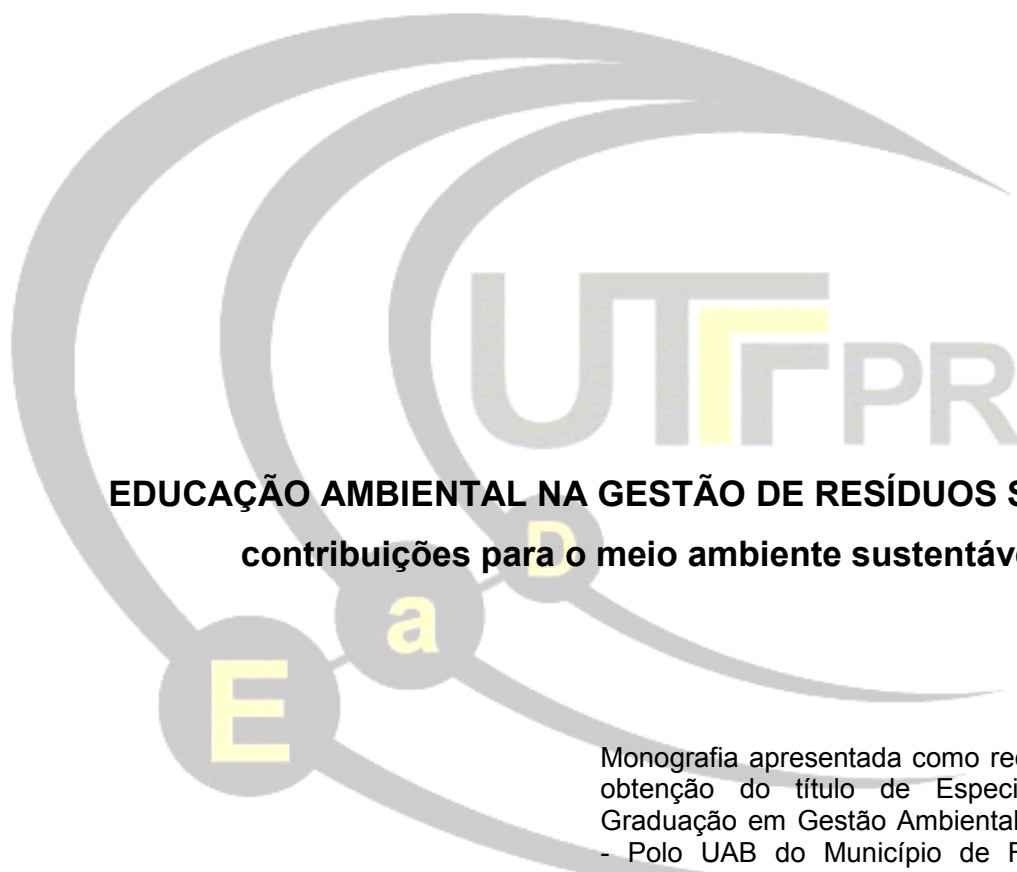 UTFPR
EDUCAÇÃO AMBIENTAL NA GESTÃO DE RESÍDUOS
contribuições para o meio ambiente
D
a
E
Monografia apresentada como
obtenção do título de
Graduação em Gestão Ambiental
- Polo UAB do Município de